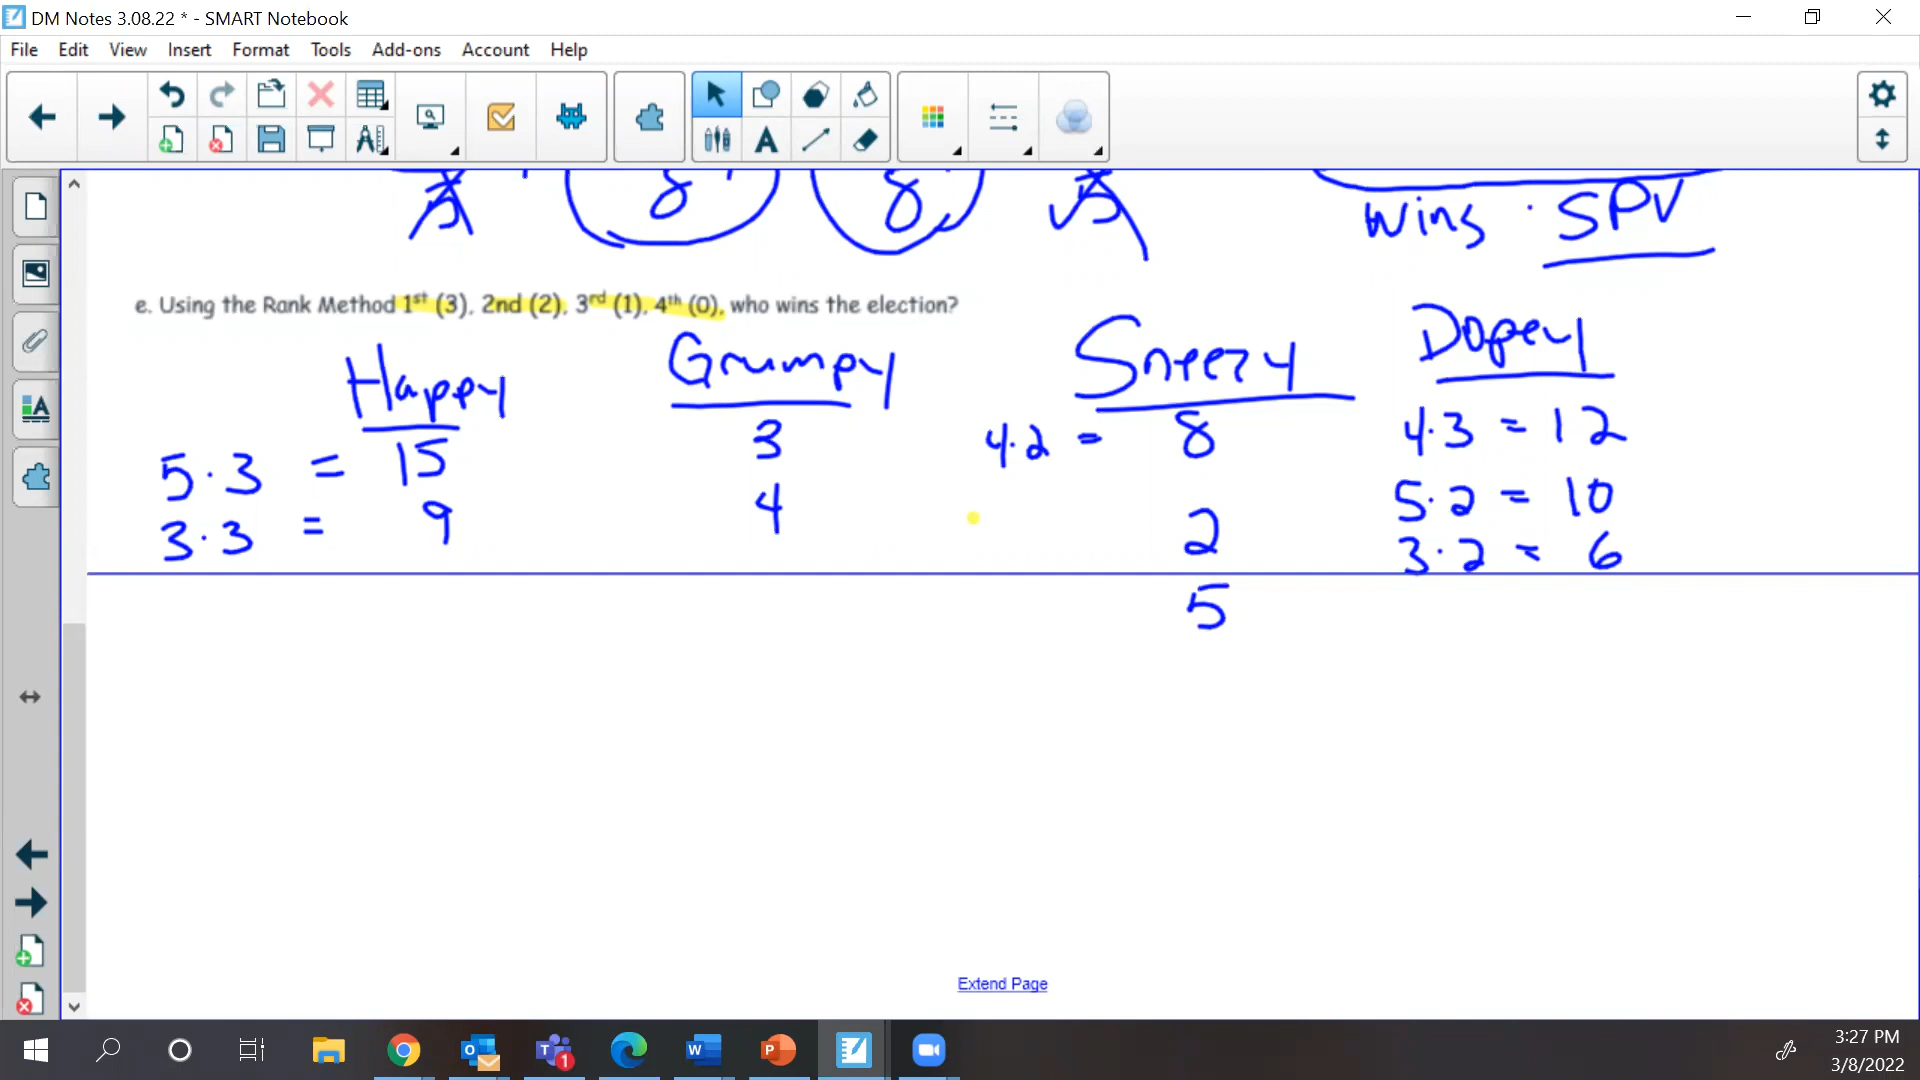 DM Notes 3.08.22 * - SMART Notebook
File Edit View Insert Format Tools Add-ons Account Help
8 8
wins · SPV
e. Using the Rank Method 1st (3), 2nd (2), 3rd (1), 4th (0), who wins the election?
Happy Grumpy Sneezy Dopey
5·3 = 15 3 4·2 = 8 4·3 = 12
3·3 = 9 4 2 5·2 = 10
3·2 = 6
5
Extend Page
3:27 PM
3/8/2022